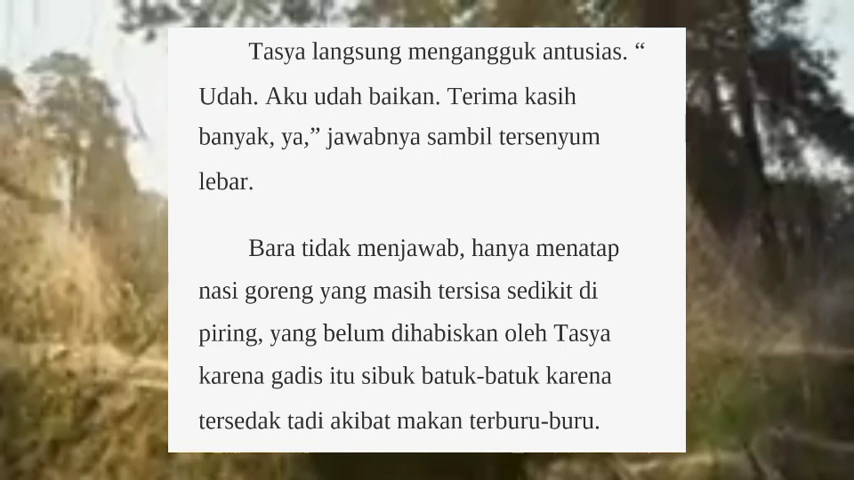 Tasya langsung mengangguk antusias. “
Udah. Aku udah baikan. Terima kasih
banyak, ya,” jawabnya sambil tersenyum
lebar.
Bara tidak menjawab, hanya menatap
nasi goreng yang masih tersisa sedikit di
piring, yang belum dihabiskan oleh Tasya
karena gadis itu sibuk batuk-batuk karena
tersedak tadi akibat makan terburu-buru.